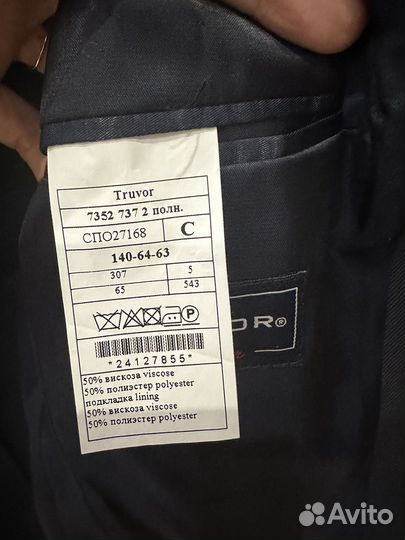 Truvor
7352 737 2 полн.
СПО27168 С
140-64-63
307 5
65 543
*24127855*
50% вискоза viscose
50% полиэстер polyester
подкладка lining
50% вискоза viscose
50% полиэстер polyester
OR®
Avito